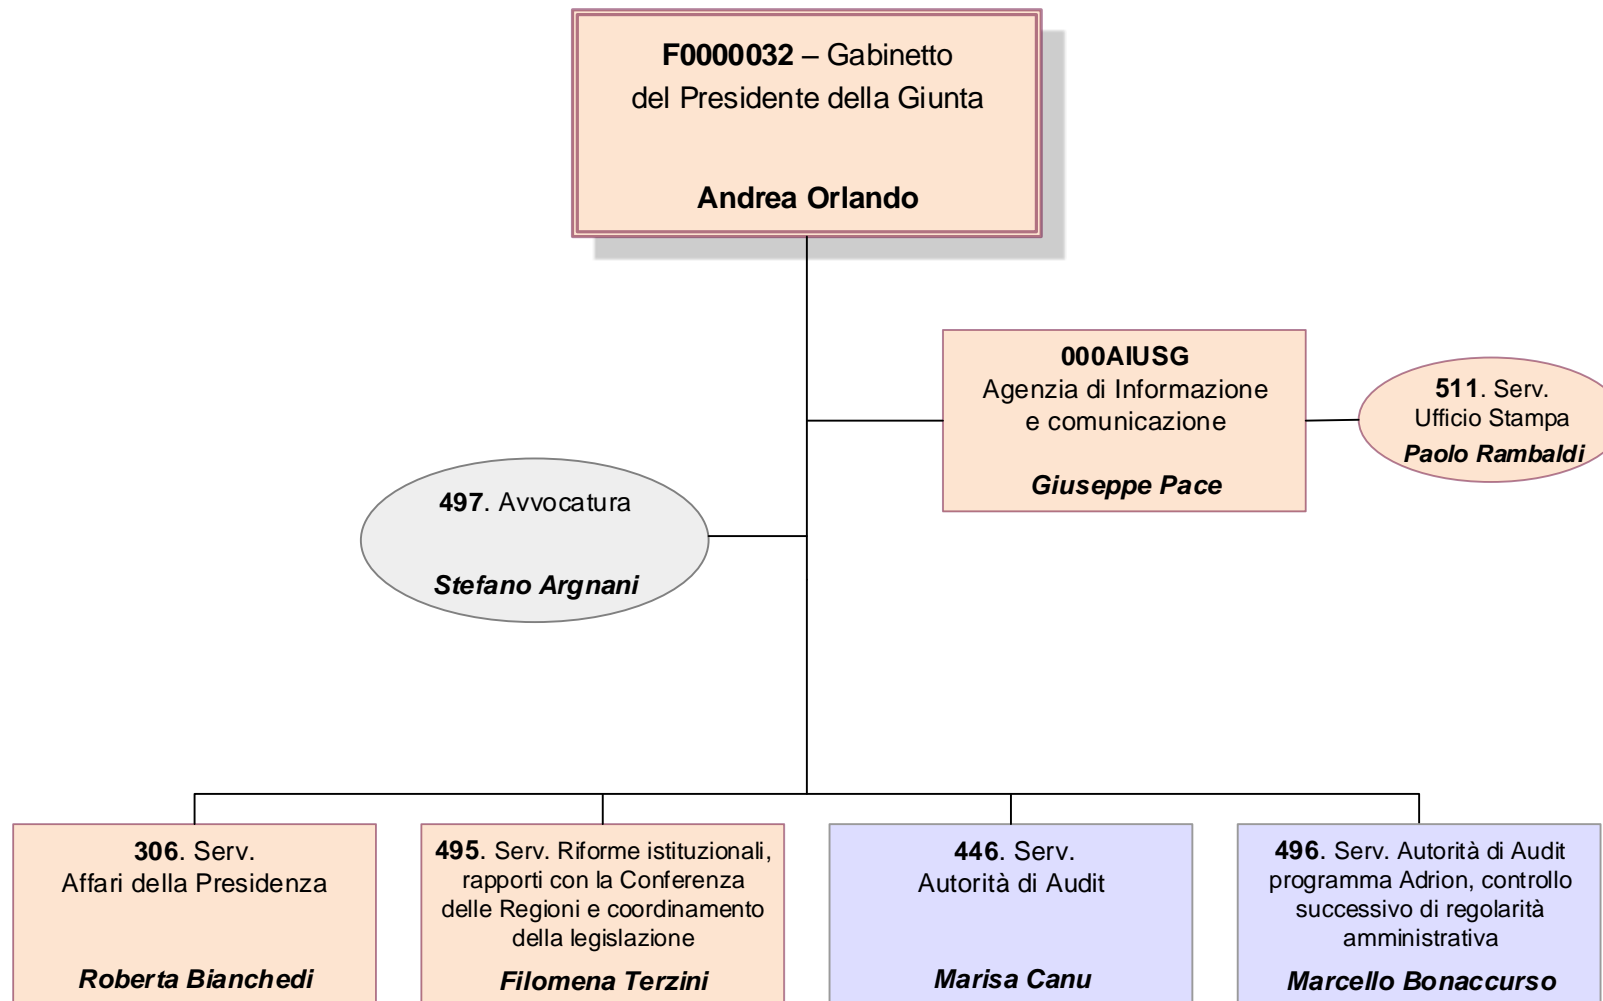 F0000032 – Gabinetto
del Presidente della Giunta
Andrea Orlando
000AIUSG
Agenzia di Informazione
e comunicazione
Giuseppe Pace
511. Serv.
Ufficio Stampa
Paolo Rambaldi
497. Avvocatura
Stefano Argnani
306. Serv.
Affari della Presidenza
Roberta Bianchedi
495. Serv. Riforme istituzionali,
rapporti con la Conferenza
delle Regioni e coordinamento
della legislazione
Filomena Terzini
446. Serv.
Autorità di Audit
Marisa Canu
496. Serv. Autorità di Audit
programma Adrion, controllo
successivo di regolarità
amministrativa
Marcello Bonaccurso